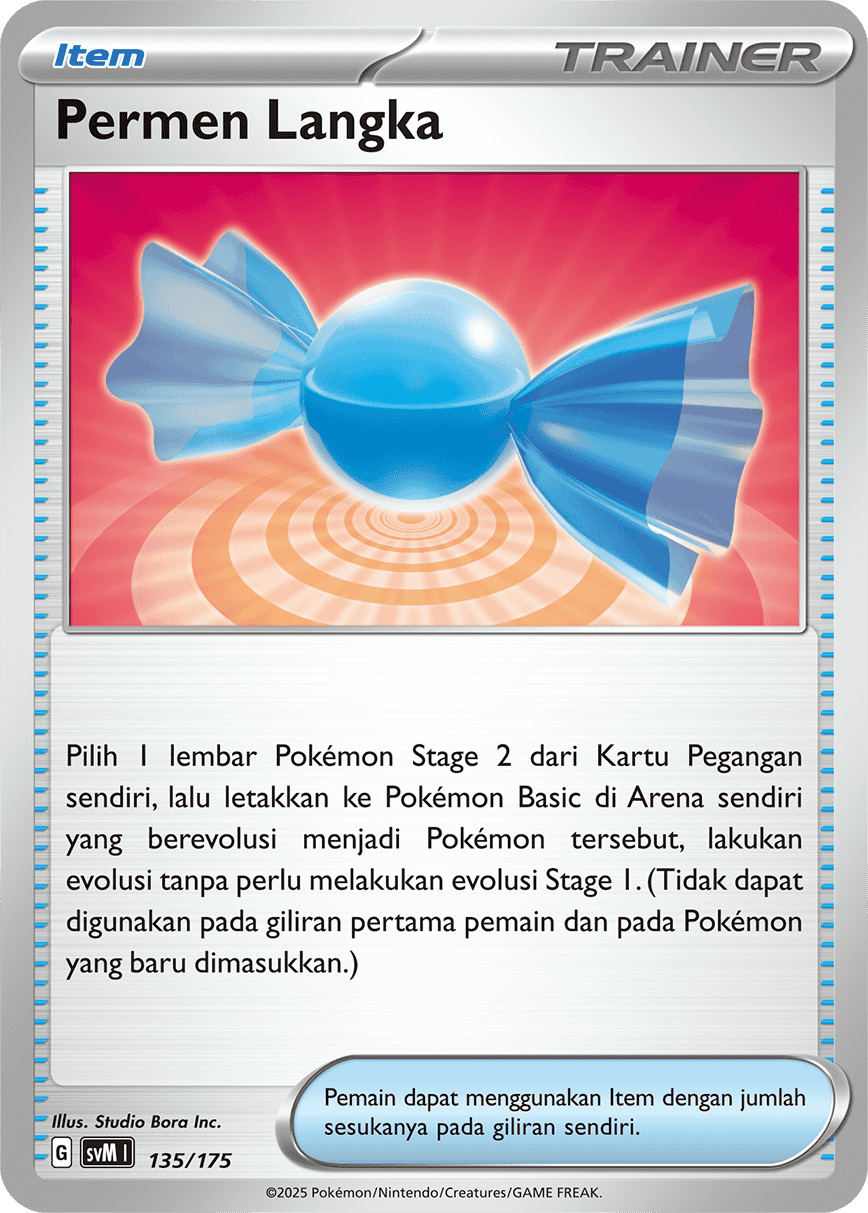 Item
TRAINER
Permen Langka
Pilih 1 lembar Pokémon Stage 2 dari Kartu Pegangan
sendiri, lalu letakkan ke Pokémon Basic di Arena sendiri
yang berevolusi menjadi Pokémon tersebut, lakukan
evolusi tanpa perlu melakukan evolusi Stage 1. (Tidak dapat
digunakan pada giliran pertama pemain dan pada Pokémon
yang baru dimasukkan.)
Pemain dapat menggunakan Item dengan jumlah
sesukanya pada giliran sendiri.
Illus. Studio Bora Inc.
G svM I 135/175
©2025 Pokémon/Nintendo/Creatures/GAME FREAK.